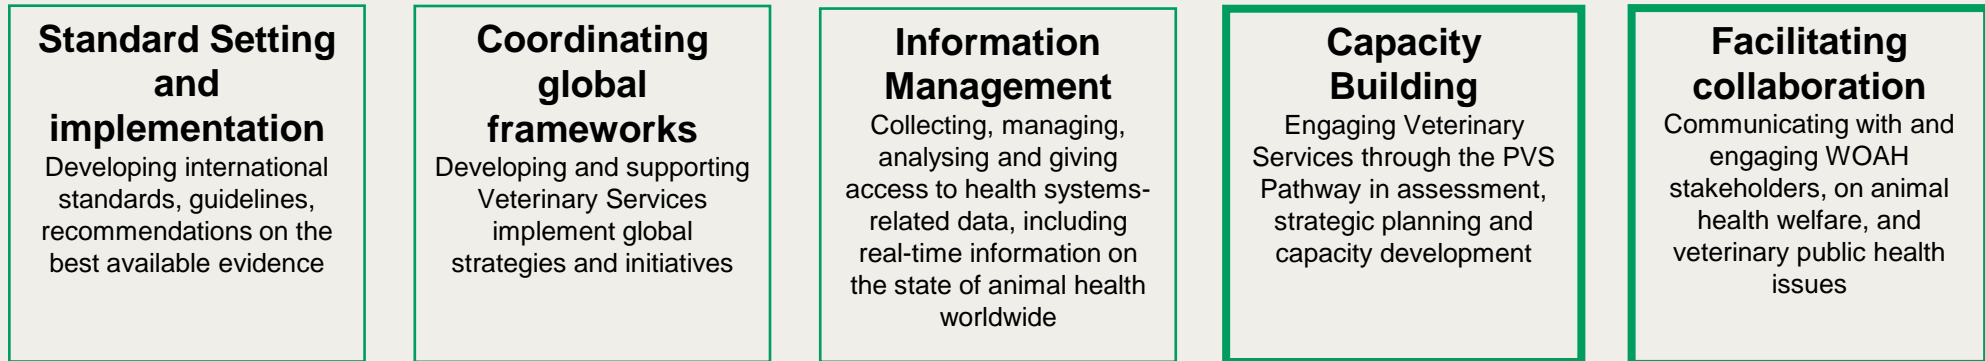 Standard Setting
and
implementation
Developing international
standards, guidelines,
recommendations on the
best available evidence
Coordinating
global
frameworks
Developing and supporting
Veterinary Services
implement global
strategies and initiatives
Information
Management
Collecting, managing,
analysing and giving
access to health systems-
related data, including
real-time information on
the state of animal health
worldwide
Capacity
Building
Engaging Veterinary
Services through the PVS
Pathway in assessment,
strategic planning and
capacity development
Facilitating
collaboration
Communicating with and
engaging WOAH
stakeholders, on animal
health welfare, and
veterinary public health
issues